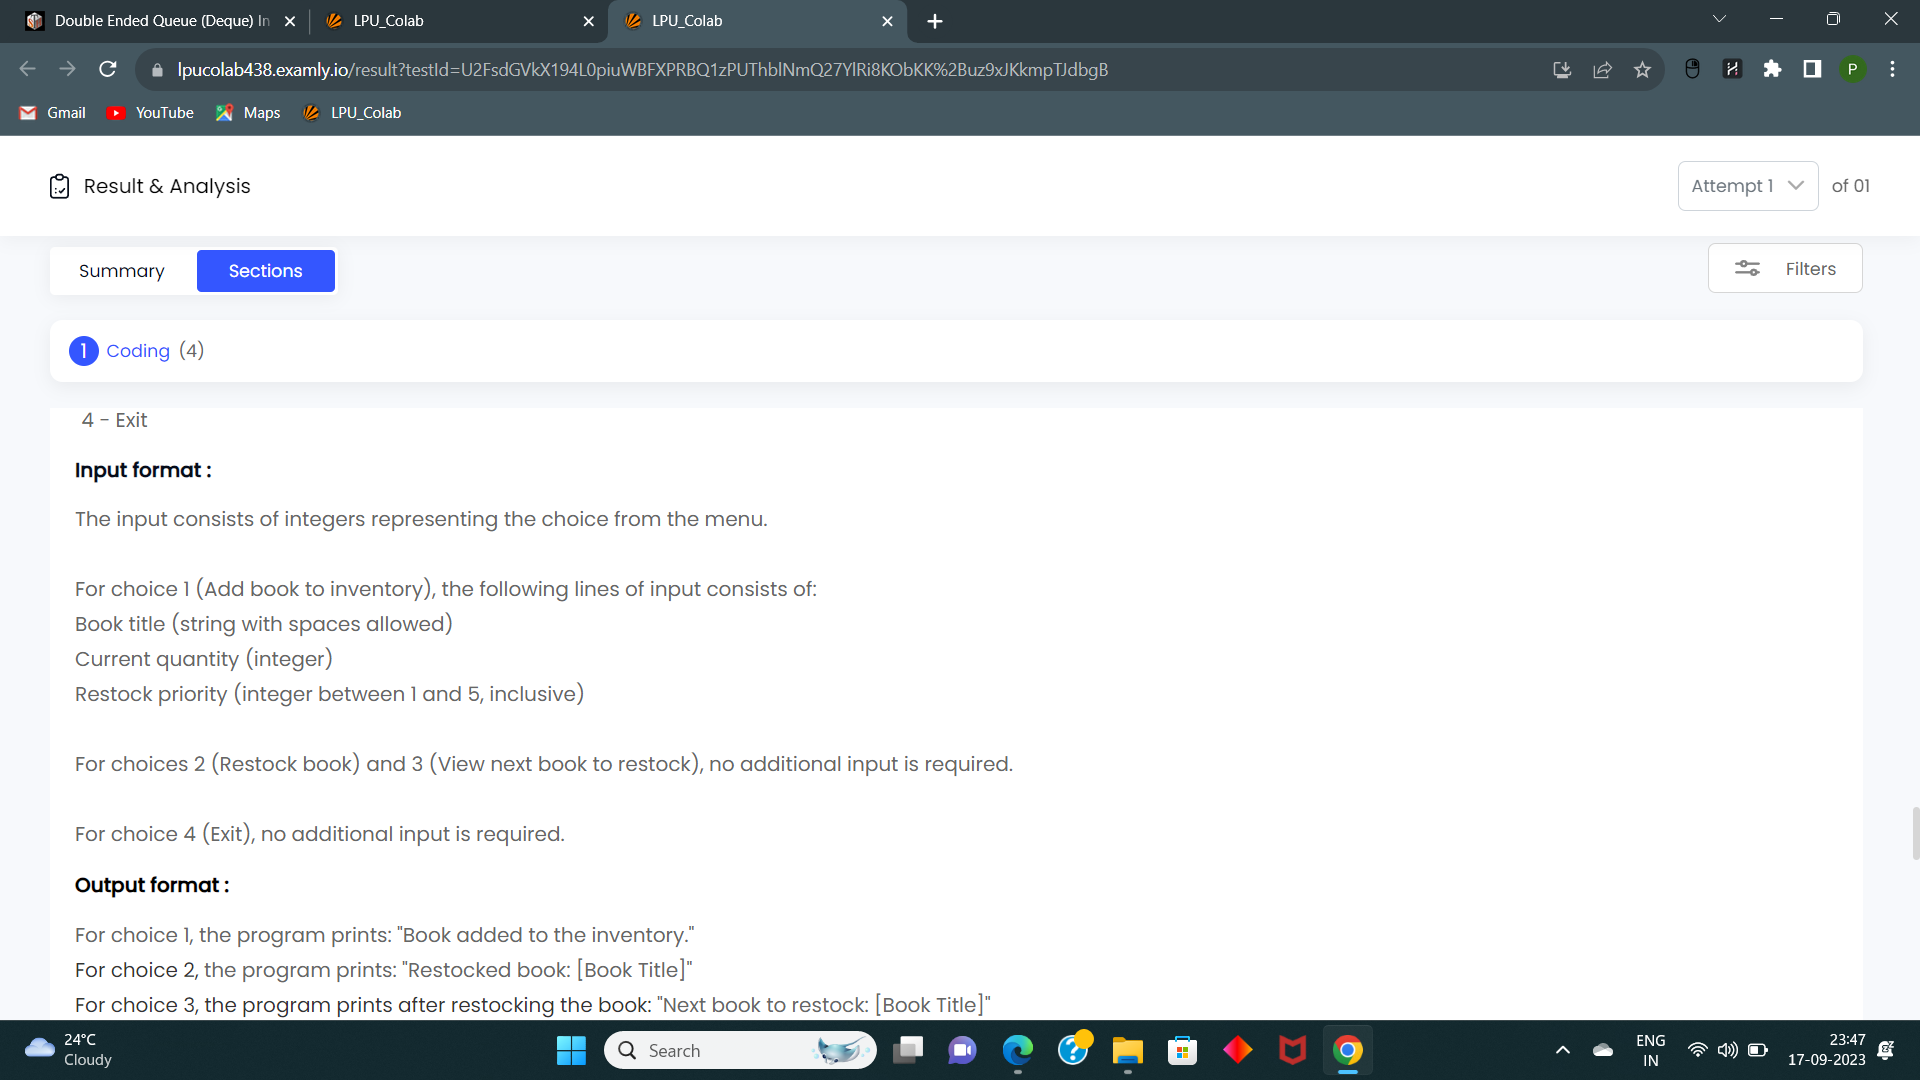 Double Ended Queue (Deque) In
LPU_Colab
LPU_Colab
lpucolab438.examly.io/result?testId=U2FsdGVkX194L0piuWBFXPRBQ1zPUThblNmQ27YlRi8KObKK%2Buz9xJKkmpTJdbgB
P
Gmail
YouTube
Maps
LPU_Colab
Result & Analysis
Attempt 1
of 01
Summary
Sections
Filters
1 Coding (4)
4 - Exit
Input format :
The input consists of integers representing the choice from the menu.
For choice 1 (Add book to inventory), the following lines of input consists of:
Book title (string with spaces allowed)
Current quantity (integer)
Restock priority (integer between 1 and 5, inclusive)
For choices 2 (Restock book) and 3 (View next book to restock), no additional input is required.
For choice 4 (Exit), no additional input is required.
Output format :
For choice 1, the program prints: "Book added to the inventory."
For choice 2, the program prints: "Restocked book: [Book Title]"
For choice 3, the program prints after restocking the book: "Next book to restock: [Book Title]"
24°C
Cloudy
Search
ENG
IN
23:47
17-09-2023